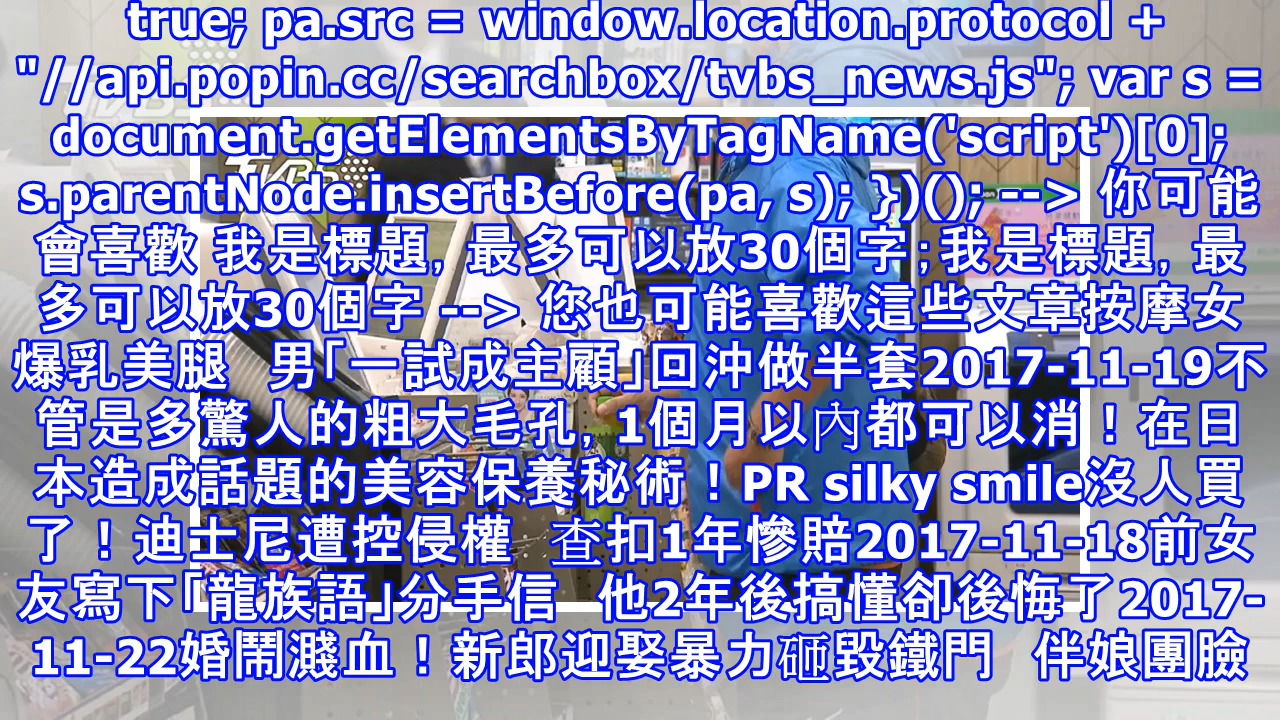 true; pa.src = window.location.protocol +
"//api.popin.cc/searchbox/tvbs_news.js"; var s =
document.getElementsByTagName('script')[0];
s.parentNode.insertBefore(pa, s); })(); --> 你可能
會喜歡 我是標題, 最多可以放30個字;我是標題, 最
多可以放30個字 --> 您也可能喜歡這些文章按摩女
爆乳美腿 男「一試成主顧」回沖做半套2017-11-19不
管是多驚人的粗大毛孔, 1個月以內都可以消！在日
本造成話題的美容保養秘術！PR silky smile沒人買
了！迪士尼遭控侵權 查扣1年慘賠2017-11-18前女
友寫下「龍族語」分手信 他2年後搞懂卻後悔了2017-
11-22婚鬧濺血！新郎迎娶暴力砸毀鐵門 伴娘團臉
TVBS